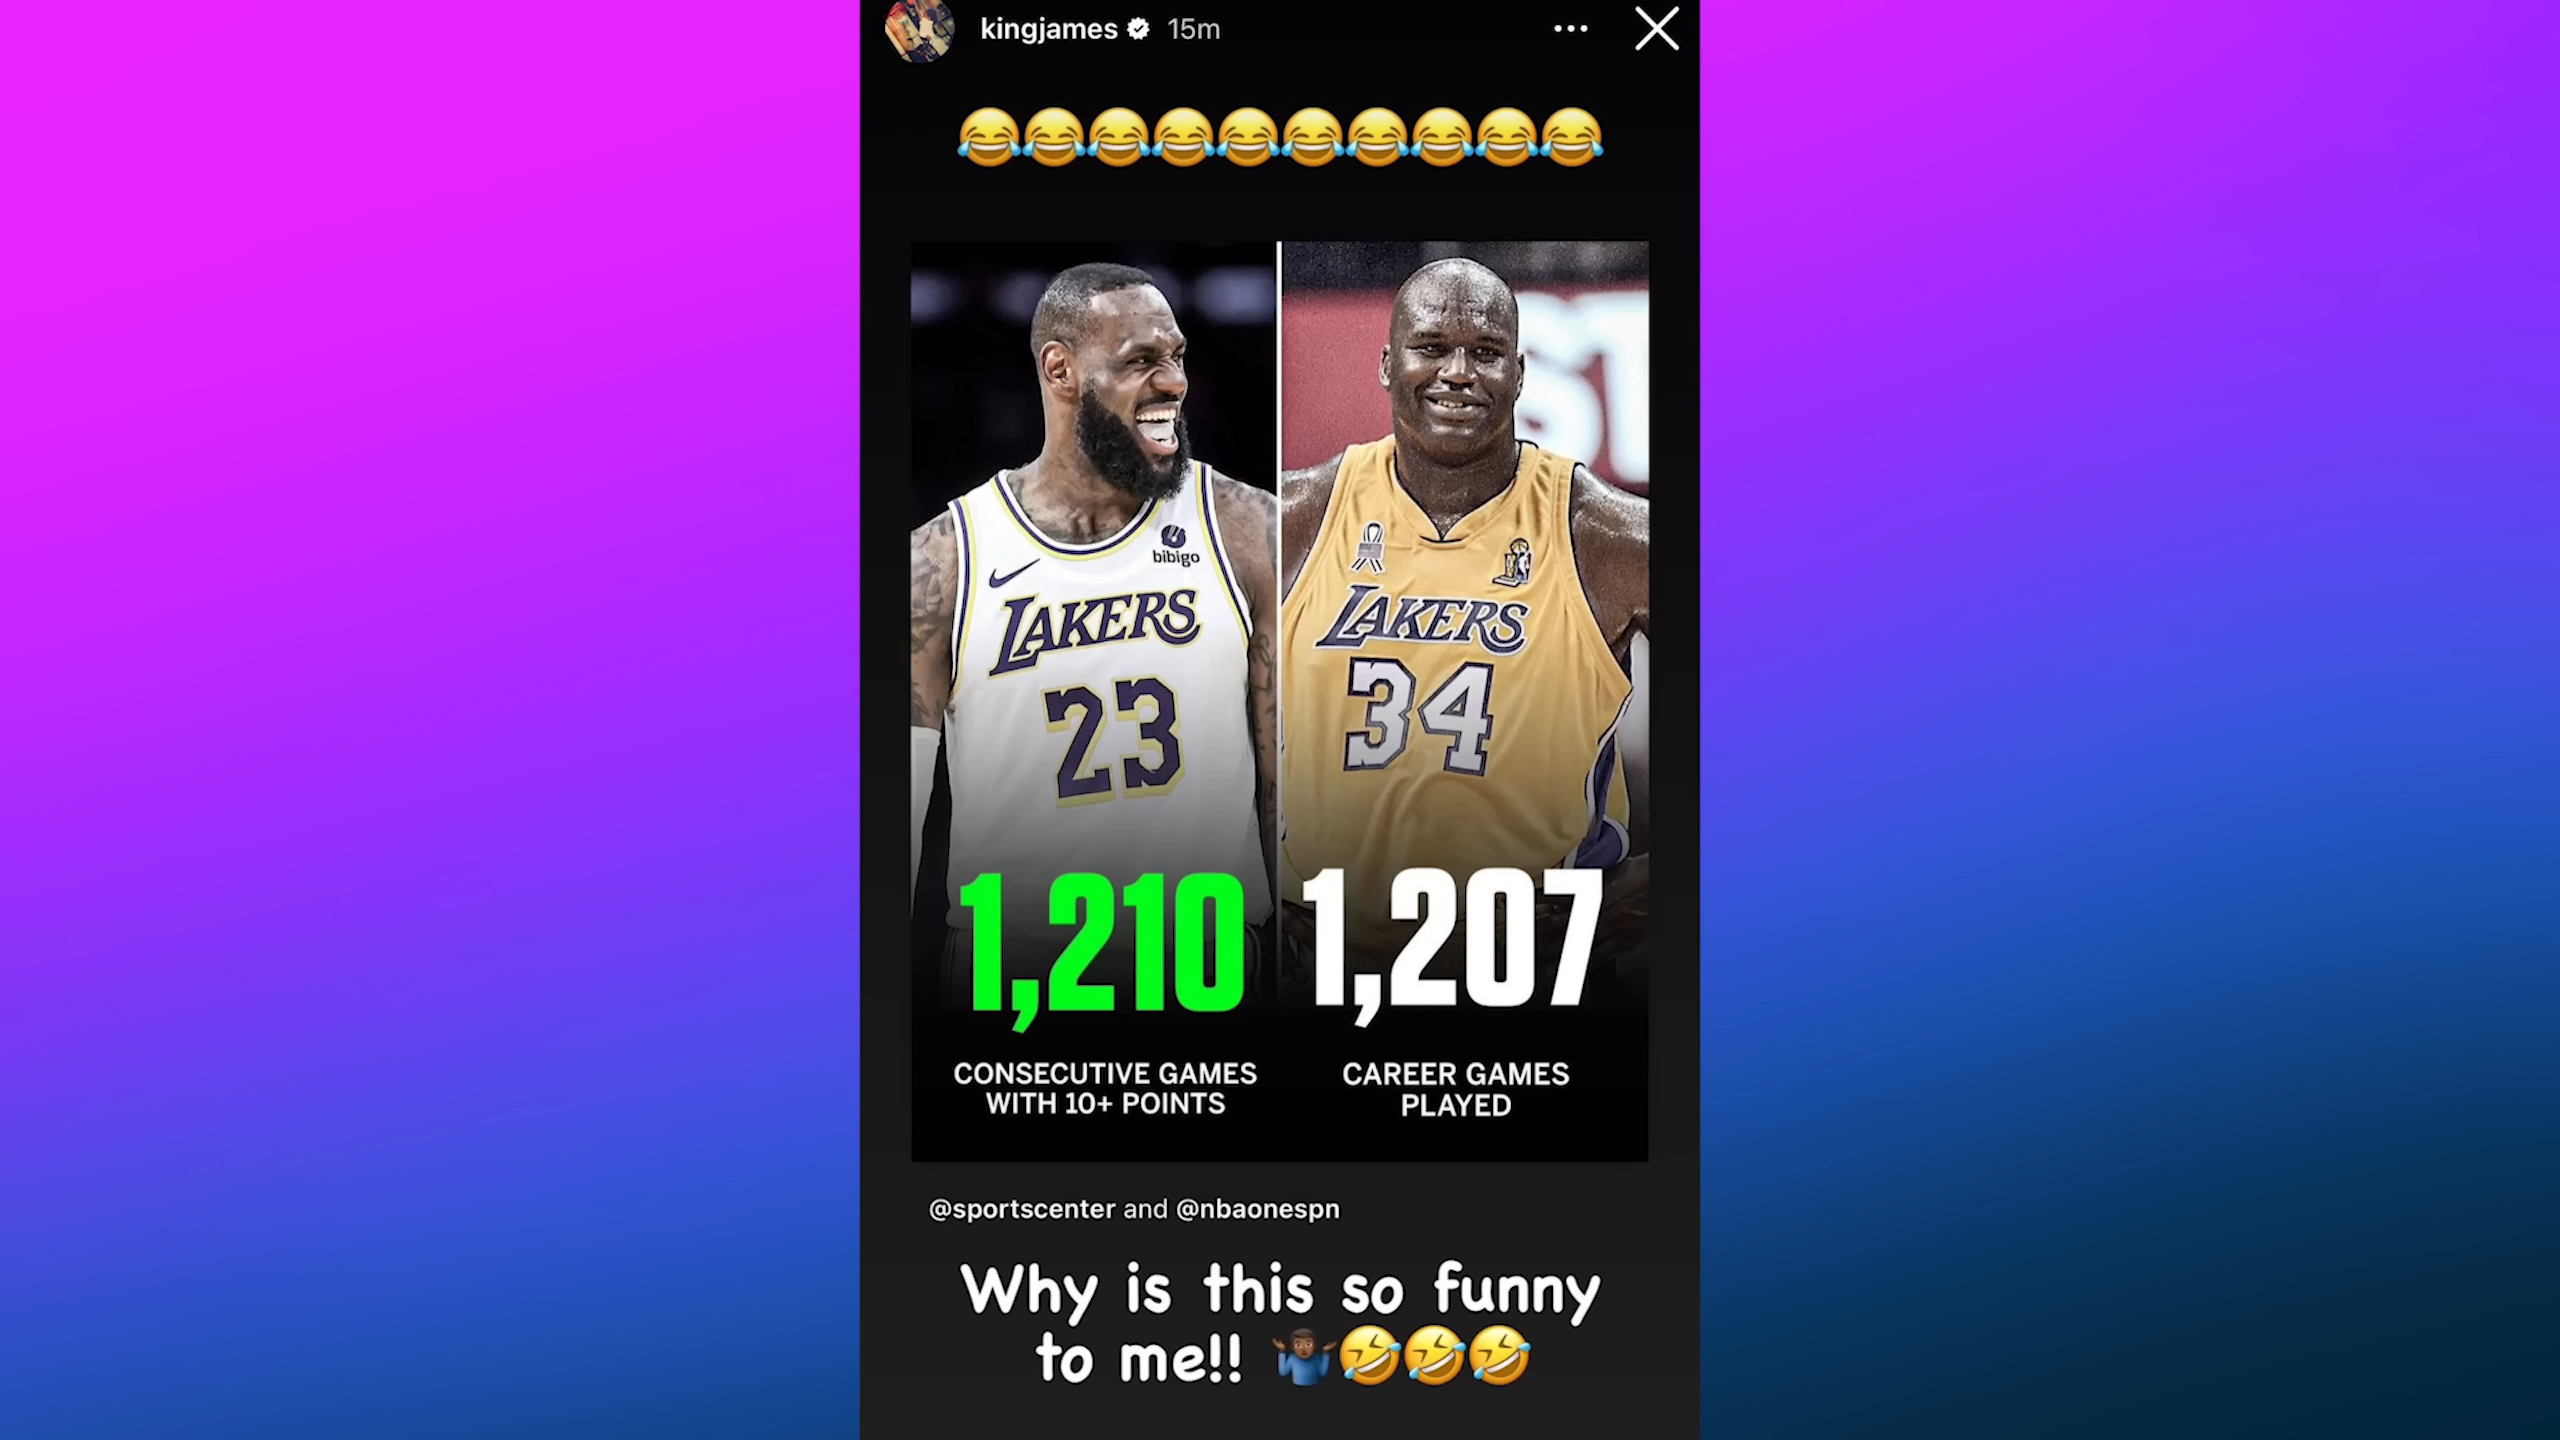 kingjames 15m
😂😂😂😂😂😂😂😂😂😂
bibigo
LAKERS
23
LAKERS
34
1,210
CONSECUTIVE GAMES
WITH 10+ POINTS
1,207
CAREER GAMES
PLAYED
@sportscenter and @nbaonespn
Why is this so funny
to me!! 🤷🏾‍♂️🤣🤣🤣